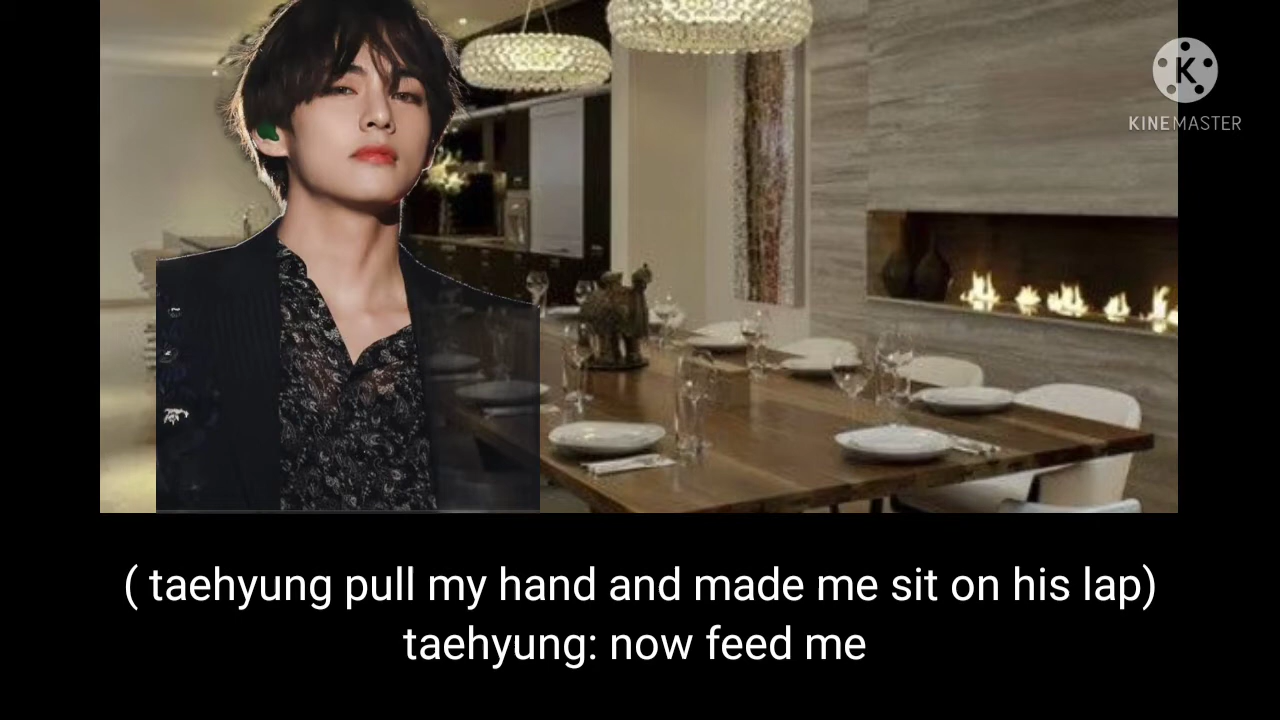 K
KINEMASTER
( taehyung pull my hand and made me sit on his lap)
taehyung: now feed me